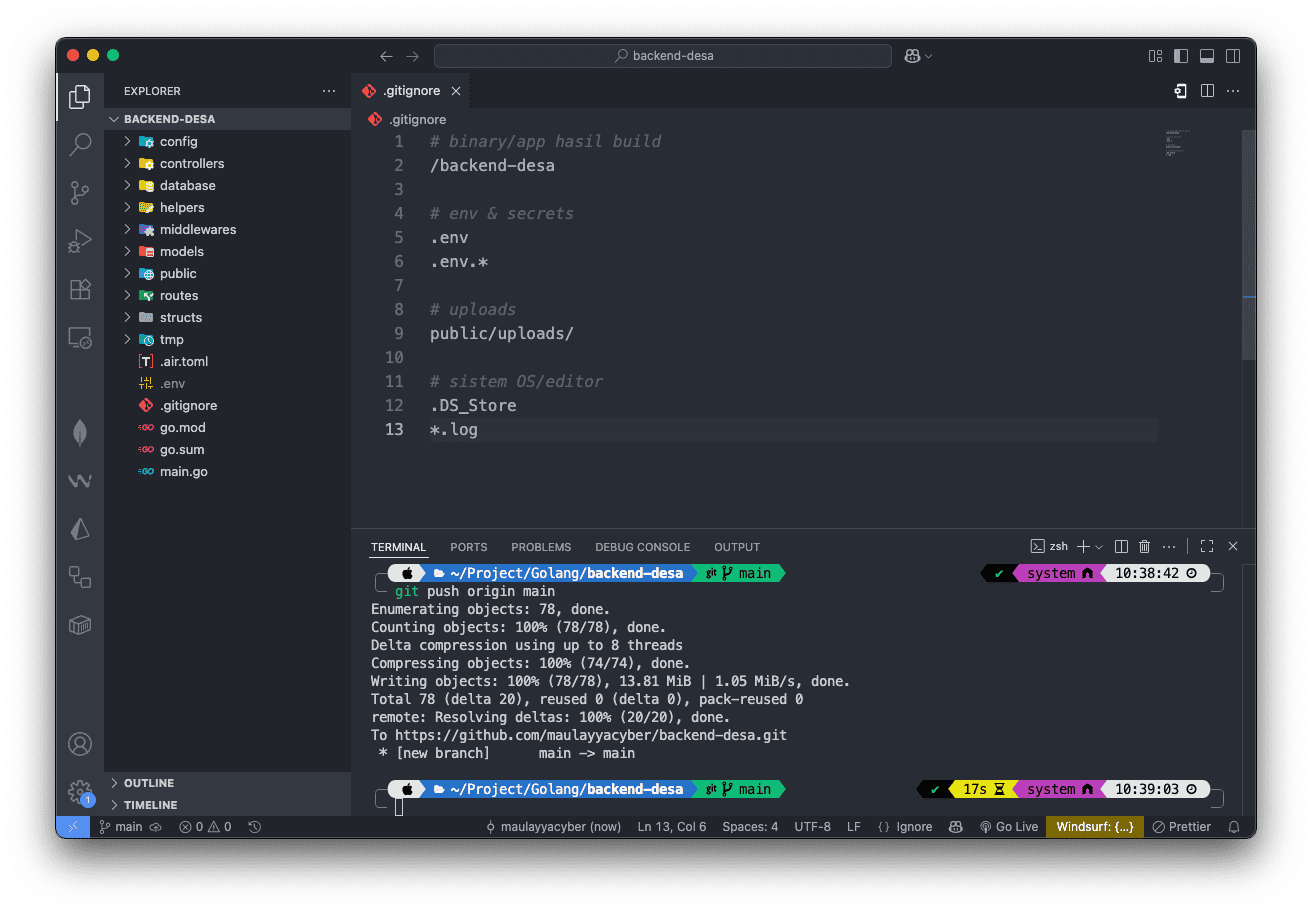 backend-desa
EXPLORER
BACKEND-DESA
config
controllers
database
helpers
middlewares
models
public
routes
structs
tmp
.air.toml
.env
.gitignore
go.mod
go.sum
main.go
OUTLINE
TIMELINE
.gitignore
.gitignore
1 # binary/app hasil build
2 /backend-desa
3
4 # env & secrets
5 .env
6 .env.*
7
8 # uploads
9 public/uploads/
10
11 # sistem OS/editor
12 .DS_Store
13 *.log
TERMINAL PORTS PROBLEMS DEBUG CONSOLE OUTPUT zsh
~/Project/Golang/backend-desa git main ✔ system 10:38:42
git push origin main
Enumerating objects: 78, done.
Counting objects: 100% (78/78), done.
Delta compression using up to 8 threads
Compressing objects: 100% (74/74), done.
Writing objects: 100% (78/78), 13.81 MiB | 1.05 MiB/s, done.
Total 78 (delta 20), reused 0 (delta 0), pack-reused 0
remote: Resolving deltas: 100% (20/20), done.
To https://github.com/maulayyacyber/backend-desa.git
* [new branch] main -> main
~/Project/Golang/backend-desa git main ✔ 17s system 10:39:03
1
main 0 0 maulayyacyber (now) Ln 13, Col 6 Spaces: 4 UTF-8 LF {} Ignore Go Live Windsurf: {...} Prettier